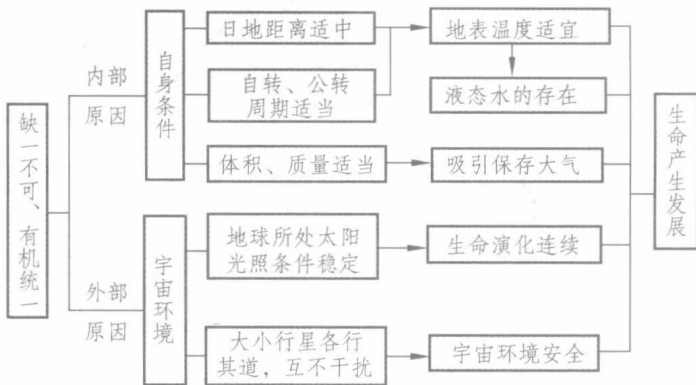 缺一不可、有机统一
内部
原因
外部
原因
自身条件
宇宙环境
日地距离适中
自转、公转
周期适当
体积、质量适当
地球所处太阳
光照条件稳定
大小行星各行
其道，互不干扰
地表温度适宜
液态水的存在
吸引保存大气
生命演化连续
宇宙环境安全
生命产生发展